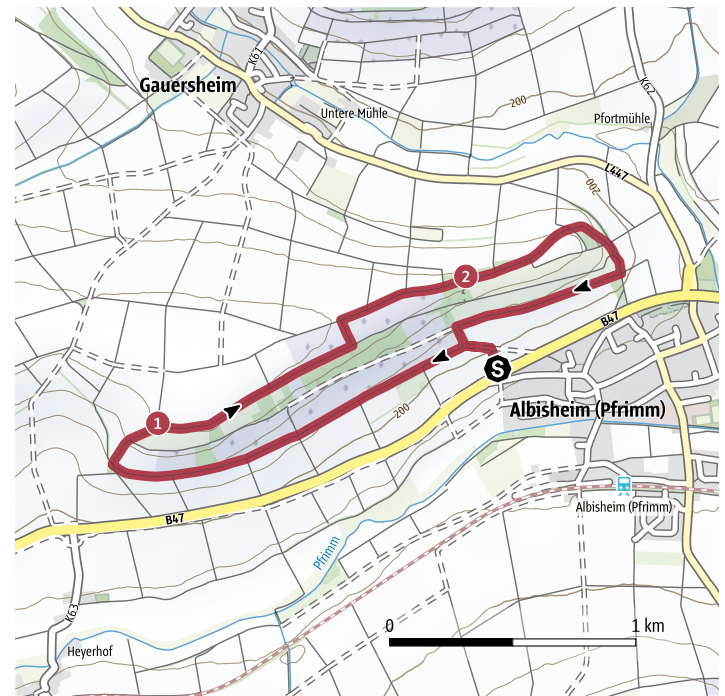 K61
Gauersheim
K62
200
Untere Mühle
Pfortmühle
L447
200
2
B47
S
200
Albisheim (Pfrimm)
1
B47
Albisheim (Pfrimm)
Pfrimm
K63
0
1 km
Heyerhof